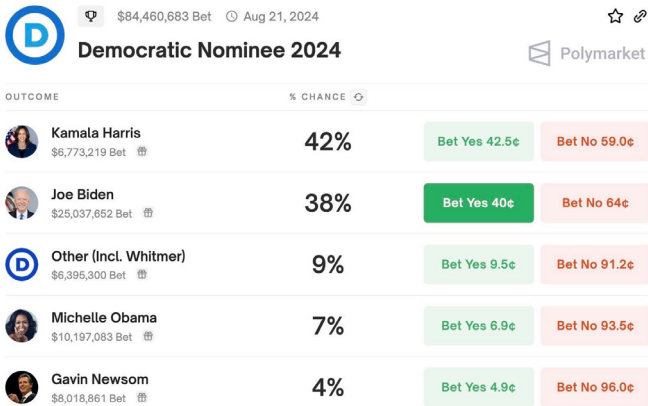 $84,460,683 Bet Aug 21, 2024
Democratic Nominee 2024
Polymarket
OUTCOME % CHANCE
Kamala Harris
$6,773,219 Bet
42%
Bet Yes 42.5¢ Bet No 59.0¢
Joe Biden
$25,037,652 Bet
38%
Bet Yes 40¢ Bet No 64¢
Other (Incl. Whitmer)
$6,395,300 Bet
9%
Bet Yes 9.5¢ Bet No 91.2¢
Michelle Obama
$10,197,083 Bet
7%
Bet Yes 6.9¢ Bet No 93.5¢
Gavin Newsom
$8,018,861 Bet
4%
Bet Yes 4.9¢ Bet No 96.0¢